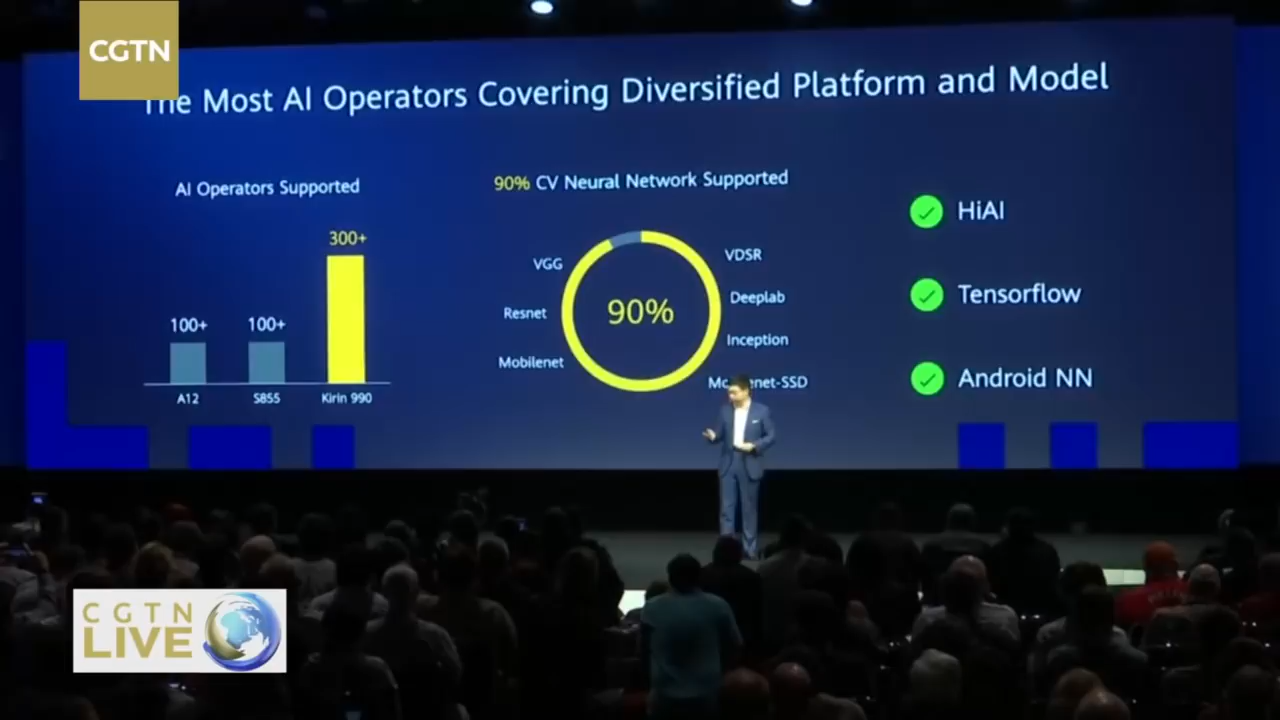 CGTN
The Most AI Operators Covering Diversified Platform and Model
AI Operators Supported
300+
100+
100+
A12
S855
Kirin 990
90% CV Neural Network Supported
VGG
Resnet
Mobilenet
90%
VDSR
Deeplab
Inception
HiAI
Tensorflow
Android NN
CGTN
LIVE